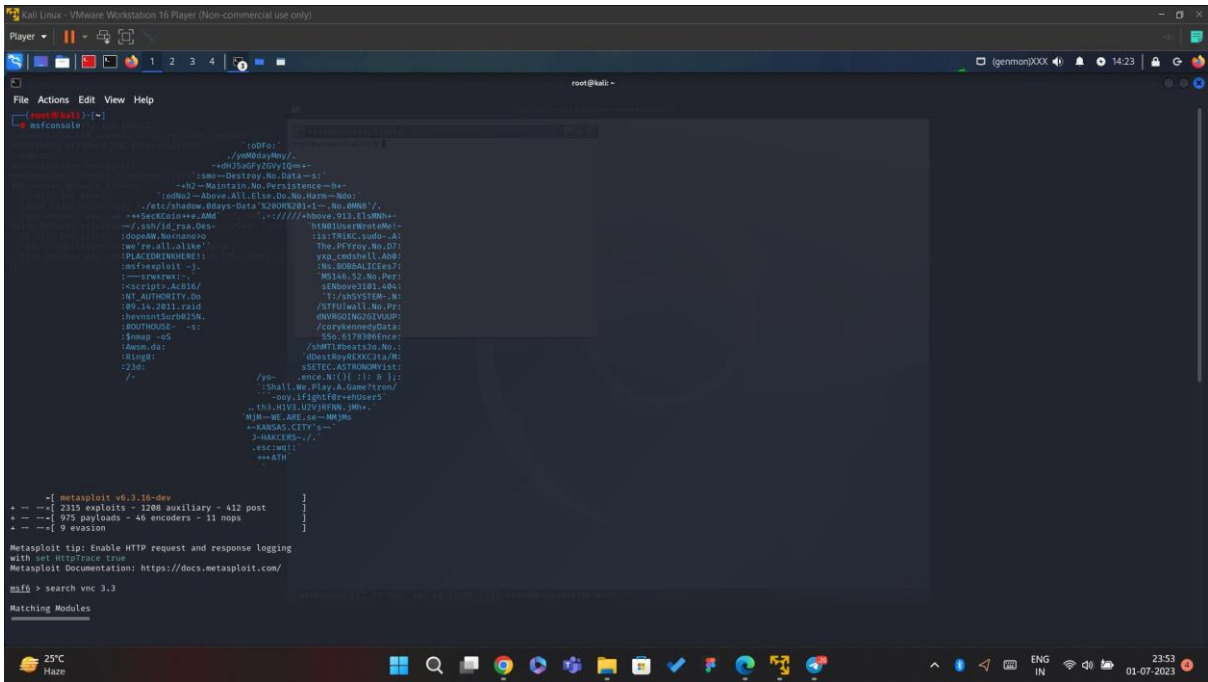 Kali Linux - VMware Workstation 16 Player (Non-commercial use only)
Player
1 2 3 4
(genmon)XXX
14:23
root@kali: ~
File Actions Edit View Help
(root@kali)-[~]
# msfconsole
`:oDFo:`
./ymM0dayMmy/.
-+dHJ5aGFyZGVyIQ==+-
`:sm⏣~~Destroy.No.Data~~s:`
-+h2~~Maintain.No.Persistence~~h+-
`:odNo2~~Above.All.Else.Do.No.Harm~~Ndo:`
./etc/shadow.0days-Data'%20OR%201=1--.No.0MN8'/.
-++SecKCoin++e.AMd` `.-:///+hbove.913.ElsMNh+-
~/.ssh/id_rsa.Des- `htN01UserWroteMe!-
:dopeAW.No<nano>o :is:TЯiKC.sudo-.A:
:we're.all.alike'` The.PFYroy.No.D7:
:PLACEDRINKHERE!: yxp_cmdshell.Ab0:
:msf>exploit -j. :Ns.BOB&ALICEes7:
:---srwxrwx:-.` `MS146.52.No.Per:
:<script>.Ac816/ sENbove3101.404:
:NT_AUTHORITY.Do `T:/shSYSTEM-.N:
:09.14.2011.raid /STFU|wall.No.Pr:
:hevnsntSurb025N. dNVRGOING2GIVUUP:
:#OUTHOUSE- -s: /corykennedyData:
:$nmap -oS SSo.6178306Ence:
:Awsm.da: /shMTl#beats3o.No.:
:Ring0: `dDestRoyREXKC3ta/M:
:23d: sSETEC.ASTRONOMYist:
/- /yo- .ence.N:(){ :|: & };:
`:Shall.We.Play.A.Game?tron/
```-ooy.if1ghtf0r+ehUser5`
..th3.H1V3.U2VjRFNN.jMh+.`
`MjM~~WE.ARE.se~~MMjMs
+~KANSAS.CITY's~~`
J~HAKCERS~./.`
.esc:wq!:`
+++ATH`
=[ metasploit v6.3.16-dev ]
+ -- --=[ 2315 exploits - 1208 auxiliary - 412 post ]
+ -- --=[ 975 payloads - 46 encoders - 11 nops ]
+ -- --=[ 9 evasion ]
Metasploit tip: Enable HTTP request and response logging
with set HttpTrace true
Metasploit Documentation: https://docs.metasploit.com/
msf6 > search vnc 3.3
Matching Modules
25°C
Haze
ENG
IN
23:53
01-07-2023
4